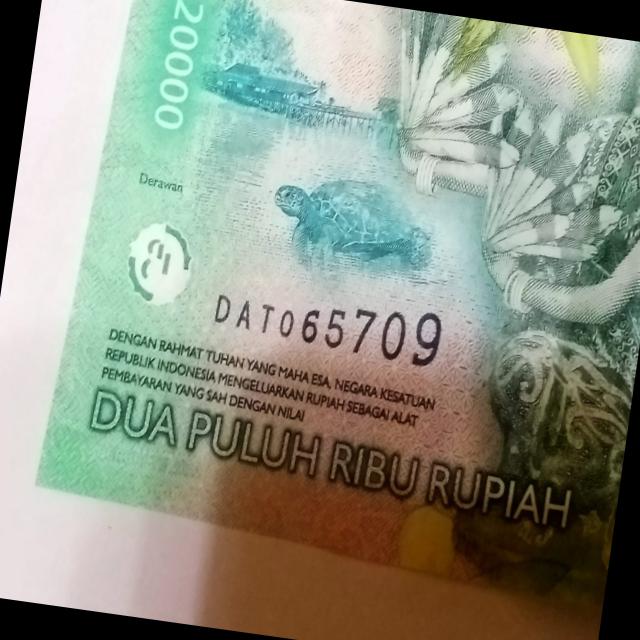 20000
Derawan
DAT065709
DENGAN RAHMAT TUHAN YANG MAHA ESA, NEGARA KESATUAN
REPUBLIK INDONESIA MENGELUARKAN RUPIAH SEBAGAI ALAT
PEMBAYARAN YANG SAH DENGAN NILAI
DUA PULUH RIBU RUPIAH